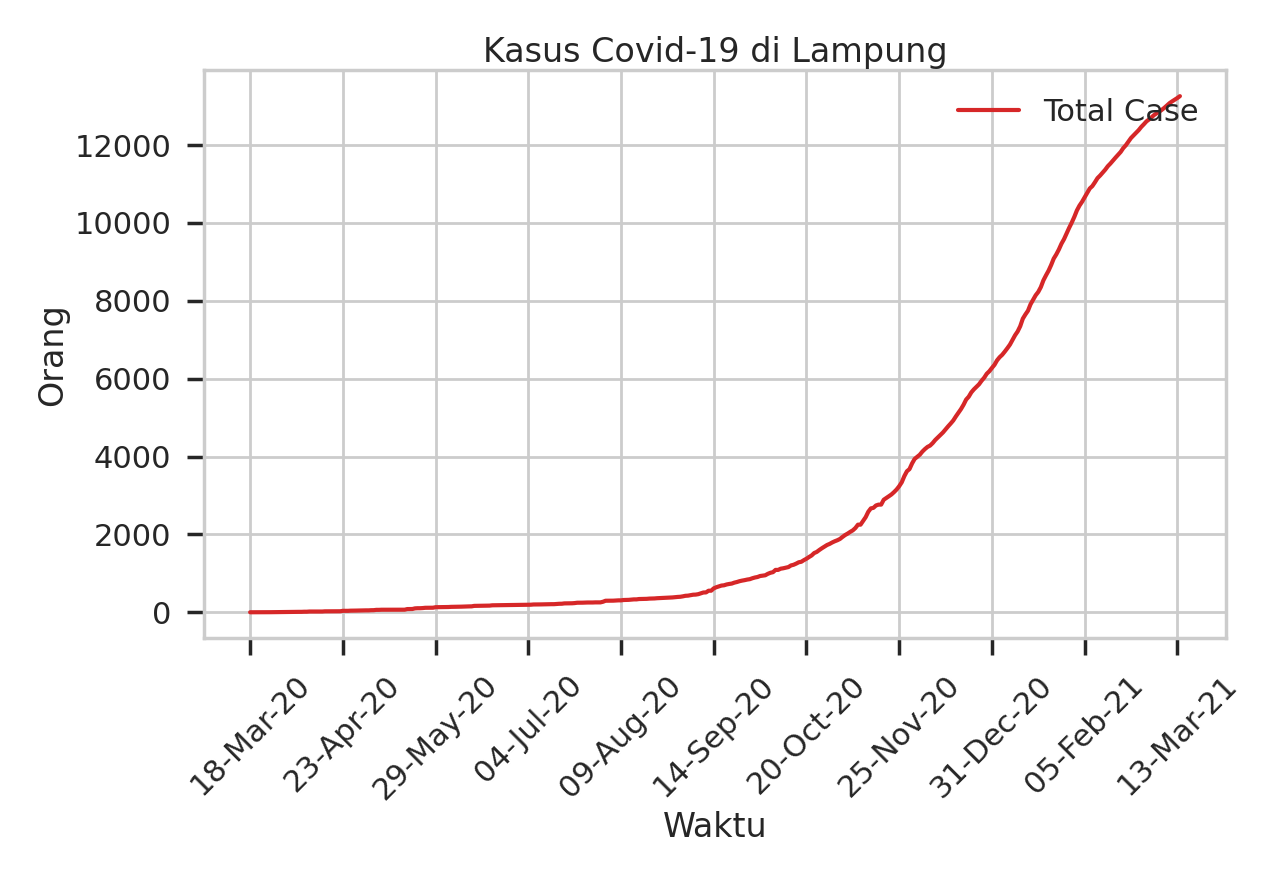 Kasus Covid-19 di Lampung
Total Case
12000
10000
8000
6000
4000
2000
0
Orang
18-Mar-20
23-Apr-20
29-May-20
04-Jul-20
09-Aug-20
14-Sep-20
20-Oct-20
25-Nov-20
31-Dec-20
05-Feb-21
13-Mar-21
Waktu